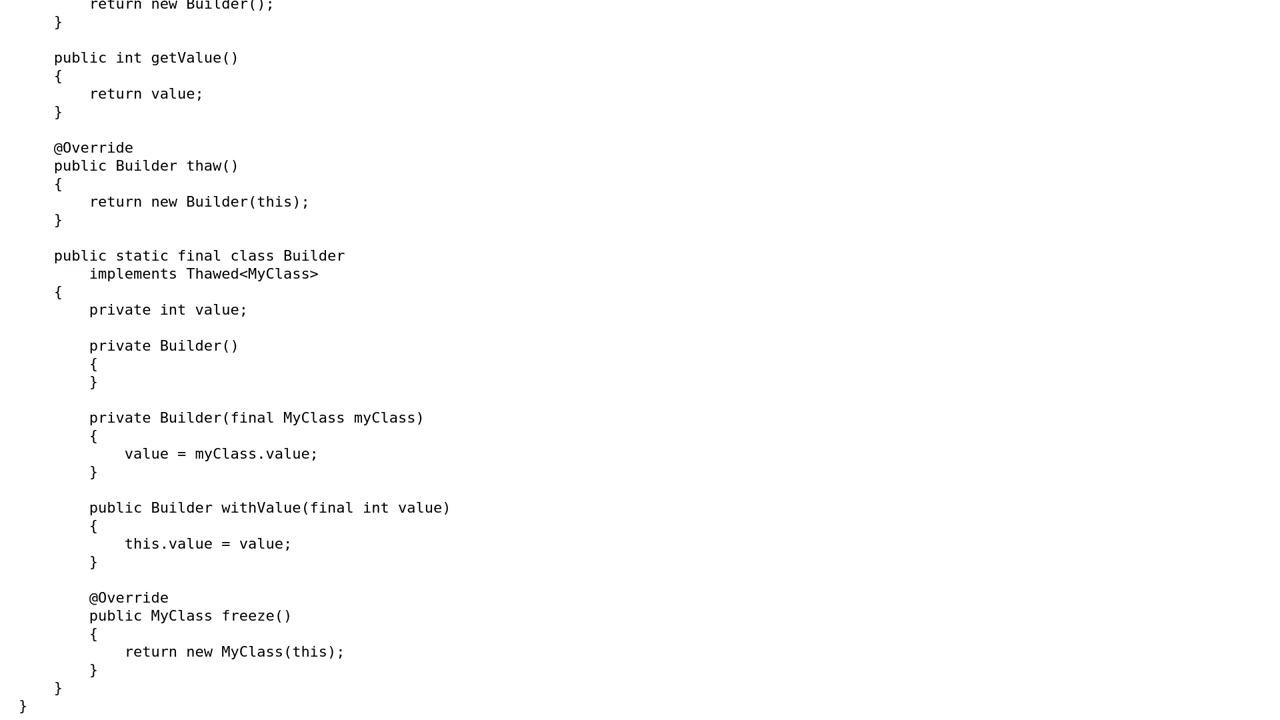 return new Builder();
    }

    public int getValue()
    {
        return value;
    }

    @Override
    public Builder thaw()
    {
        return new Builder(this);
    }

    public static final class Builder
        implements Thawed<MyClass>
    {
        private int value;

        private Builder()
        {
        }

        private Builder(final MyClass myClass)
        {
            value = myClass.value;
        }

        public Builder withValue(final int value)
        {
            this.value = value;
        }

        @Override
        public MyClass freeze()
        {
            return new MyClass(this);
        }
    }
}